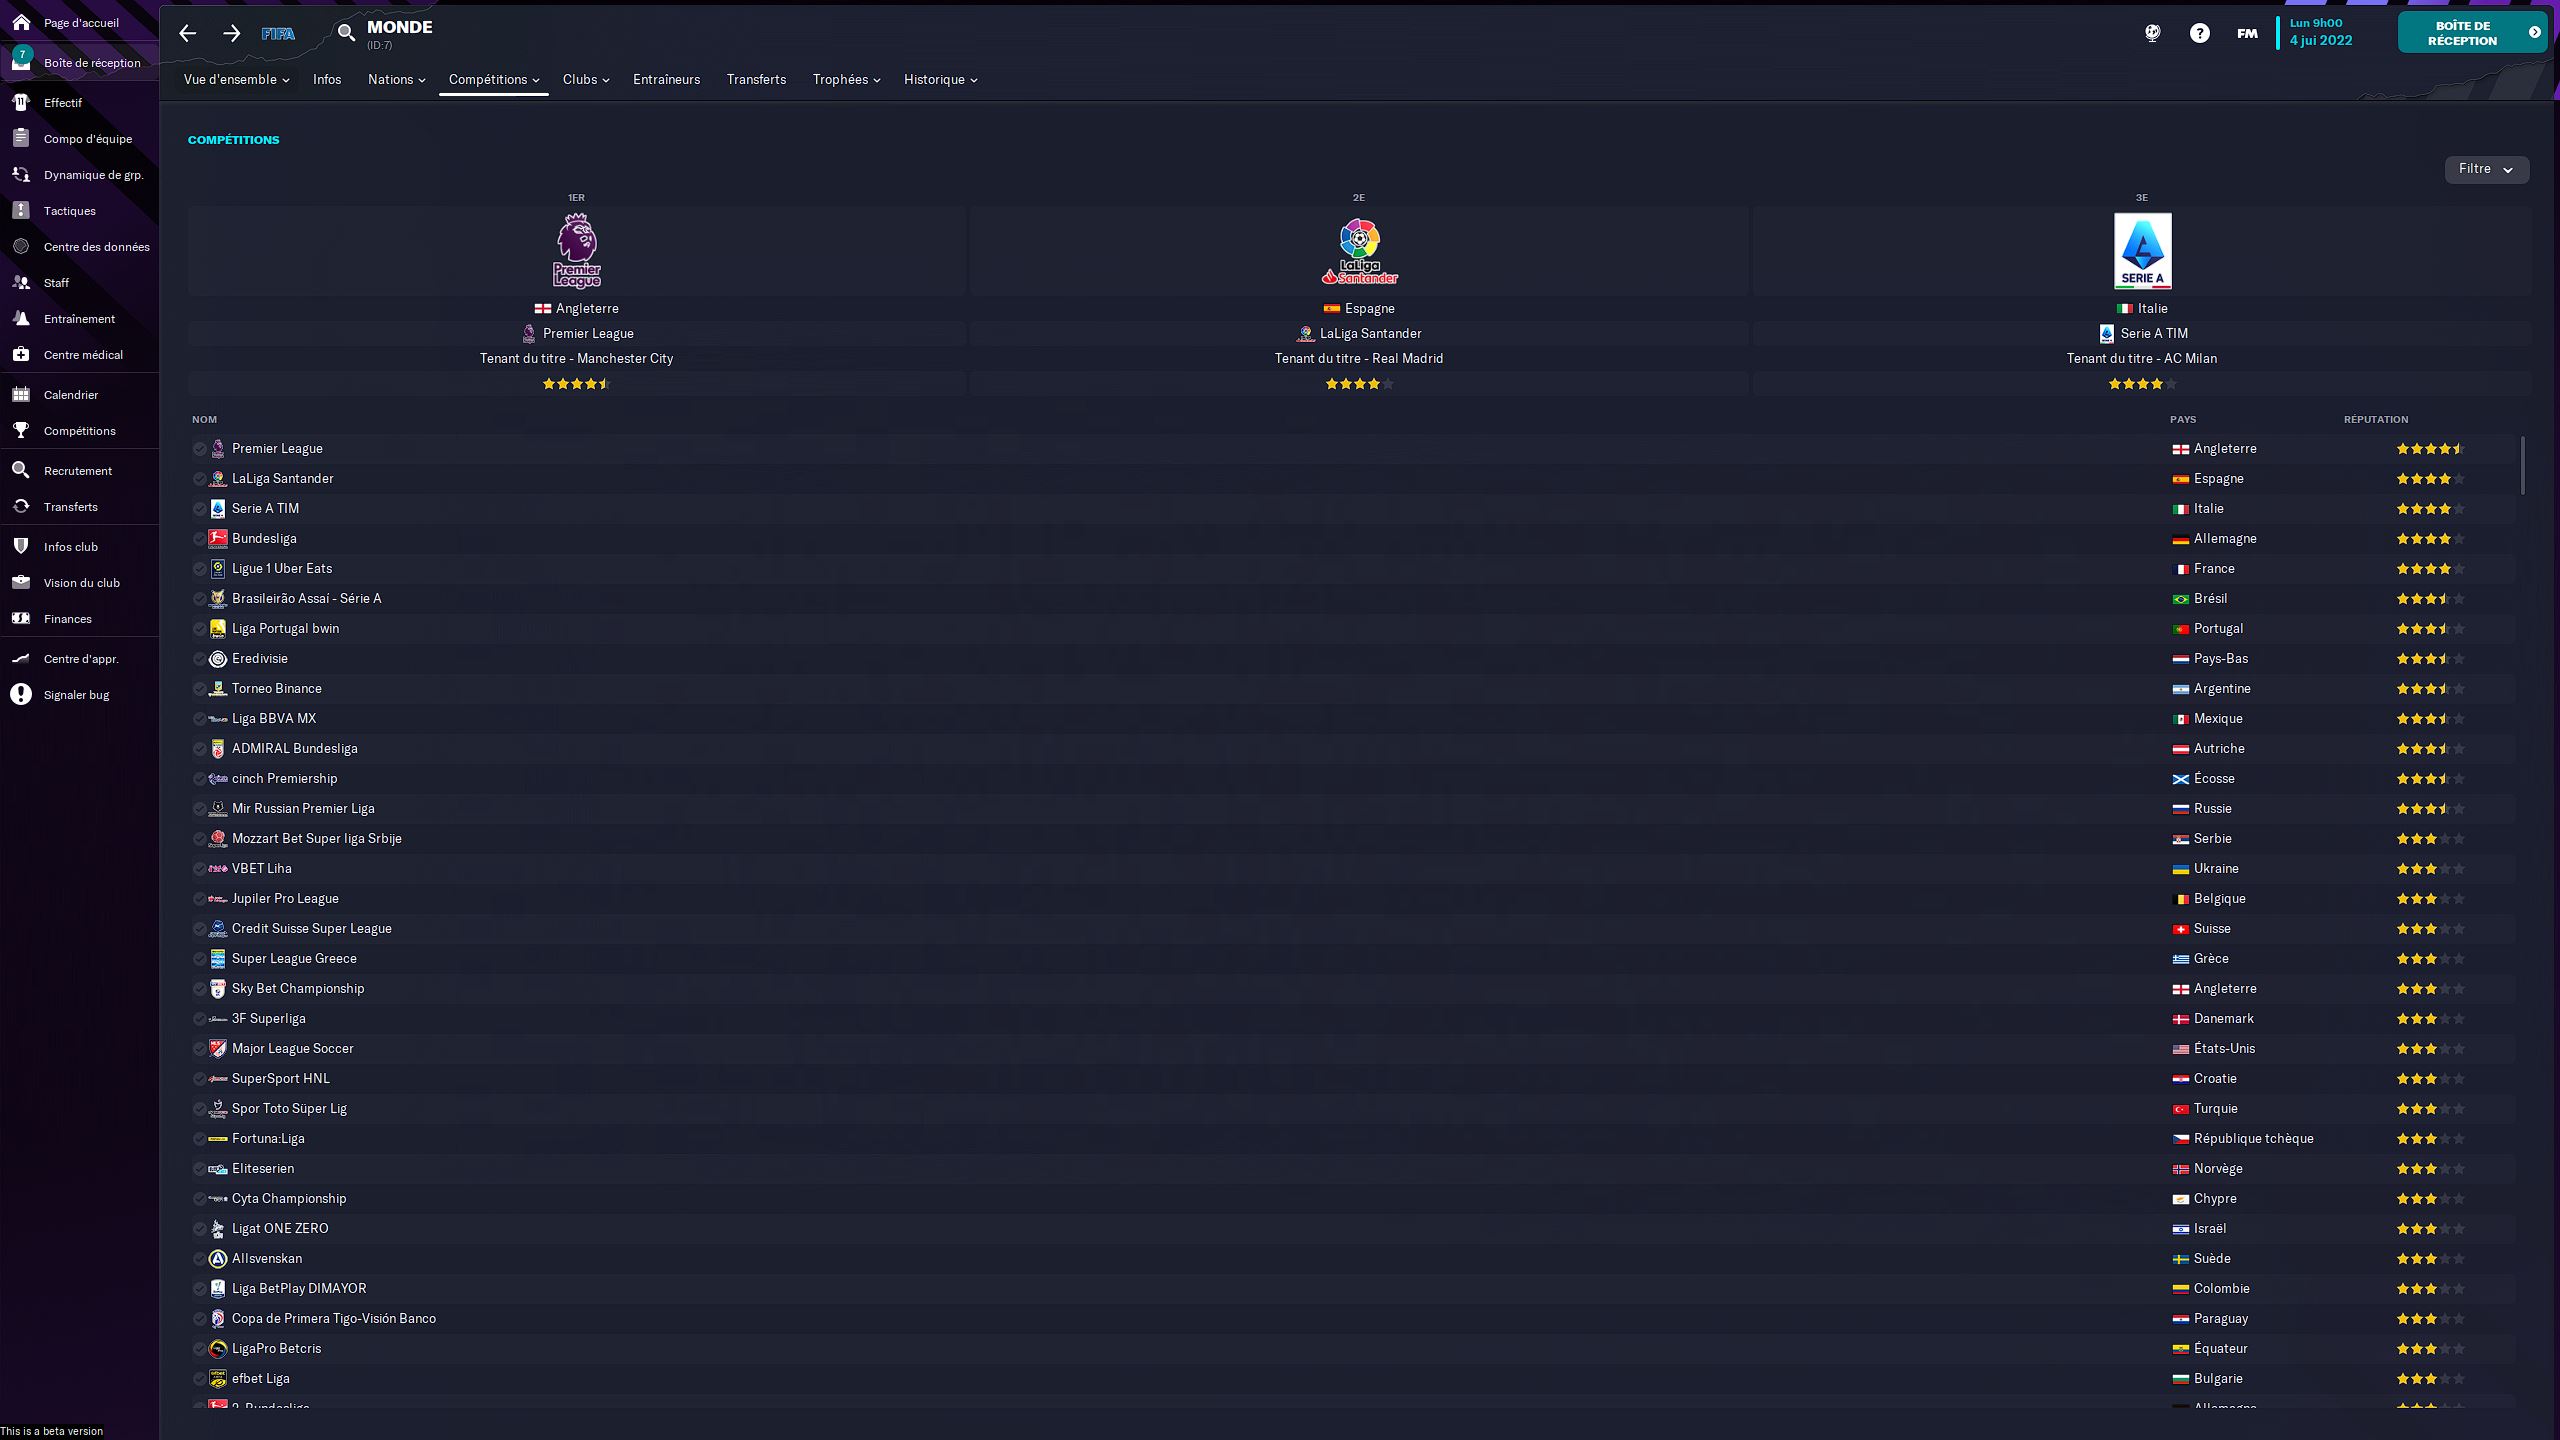 Page d'accueil
7
Boîte de réception
Effectif
Compo d'équipe
Dynamique de grp.
Tactiques
Centre des données
Staff
Entraînement
Centre médical
Calendrier
Compétitions
Recrutement
Transferts
Infos club
Vision du club
Finances
Centre d'appr.
Signaler bug
This is a beta version
FIFA
MONDE
(ID:7)
FM
Lun 9h00
4 jui 2022
BOÎTE DE
RÉCEPTION
Vue d'ensemble Infos Nations Compétitions Clubs Entraîneurs Transferts Trophées Historique
COMPÉTITIONS
Filtre
1ER 2E 3E
Premier
League
LaLiga
Santander
SERIE A
Angleterre Espagne Italie
Premier League LaLiga Santander Serie A TIM
Tenant du titre - Manchester City Tenant du titre - Real Madrid Tenant du titre - AC Milan
NOM PAYS RÉPUTATION
Premier League Angleterre
LaLiga Santander Espagne
Serie A TIM Italie
Bundesliga Allemagne
Ligue 1 Uber Eats France
Brasileirão Assaí - Série A Brésil
Liga Portugal bwin Portugal
Eredivisie Pays-Bas
Torneo Binance Argentine
Liga BBVA MX Mexique
ADMIRAL Bundesliga Autriche
cinch Premiership Écosse
Mir Russian Premier Liga Russie
Mozzart Bet Super liga Srbije Serbie
VBET Liha Ukraine
Jupiler Pro League Belgique
Credit Suisse Super League Suisse
Super League Greece Grèce
Sky Bet Championship Angleterre
3F Superliga Danemark
Major League Soccer États-Unis
SuperSport HNL Croatie
Spor Toto Süper Lig Turquie
Fortuna:Liga République tchèque
Eliteserien Norvège
Cyta Championship Chypre
Ligat ONE ZERO Israël
Allsvenskan Suède
Liga BetPlay DIMAYOR Colombie
Copa de Primera Tigo-Visión Banco Paraguay
LigaPro Betcris Équateur
efbet Liga Bulgarie
2. Bundesliga Allemagne